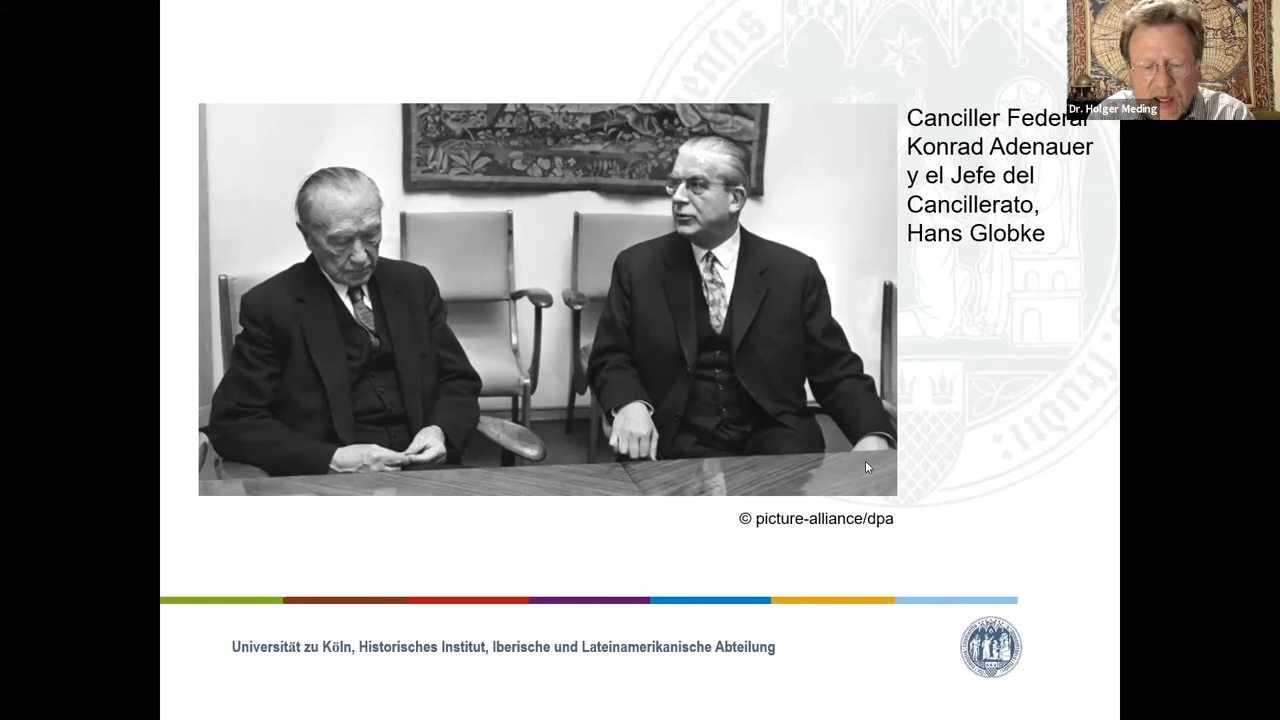 Dr. Holger Meding
Canciller Federal
Konrad Adenauer
y el Jefe del
Cancillerato,
Hans Globke
© picture-alliance/dpa
Universität zu Köln, Historisches Institut, Iberische und Lateinamerikanische Abteilung